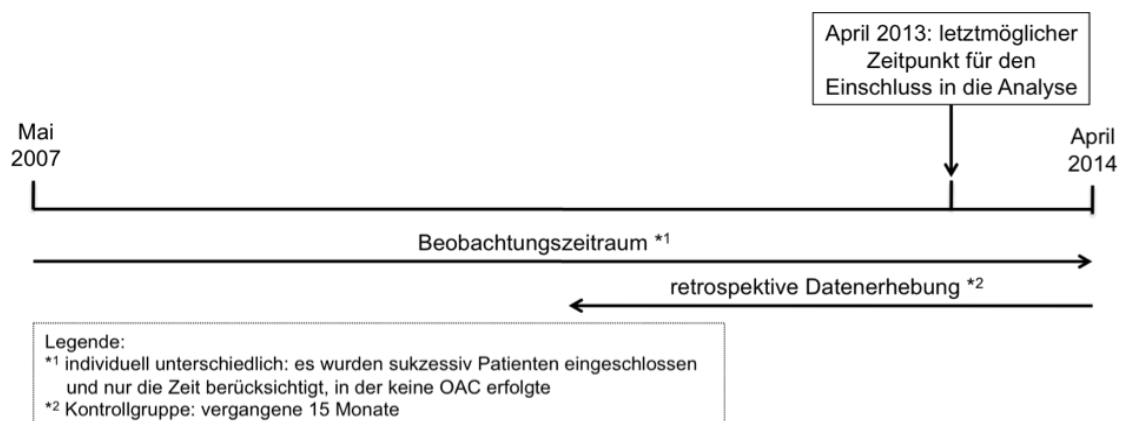 April 2013: letztmöglicher
Zeitpunkt für den
Einschluss in die Analyse
Mai
2007
April
2014
Beobachtungszeitraum *1
retrospektive Datenerhebung *2
Legende:
*1 individuell unterschiedlich: es wurden sukzessiv Patienten eingeschlossen
und nur die Zeit berücksichtigt, in der keine OAC erfolgte
*2 Kontrollgruppe: vergangene 15 Monate